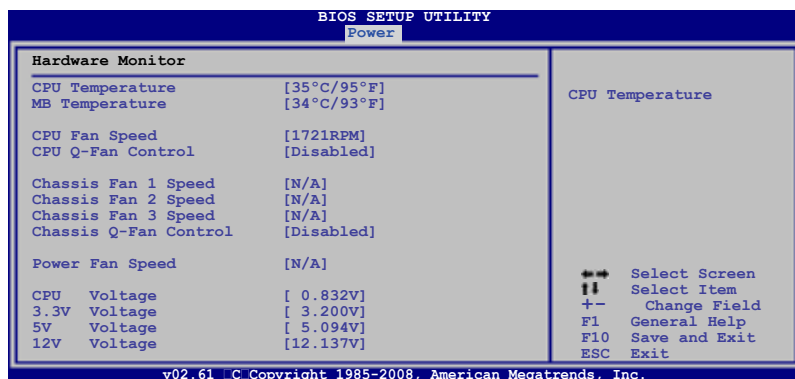 BIOS SETUP UTILITY
Power
Hardware Monitor
CPU Temperature [35°C/95°F]
MB Temperature [34°C/93°F]
CPU Fan Speed [1721RPM]
CPU Q-Fan Control [Disabled]
Chassis Fan 1 Speed [N/A]
Chassis Fan 2 Speed [N/A]
Chassis Fan 3 Speed [N/A]
Chassis Q-Fan Control [Disabled]
Power Fan Speed [N/A]
CPU Voltage [ 0.832V]
3.3V Voltage [ 3.200V]
5V Voltage [ 5.094V]
12V Voltage [12.137V]
CPU Temperature
←→ Select Screen
↑↓ Select Item
+- Change Field
F1 General Help
F10 Save and Exit
ESC Exit
v02.61 □C□Copyright 1985-2008, American Megatrends, Inc.